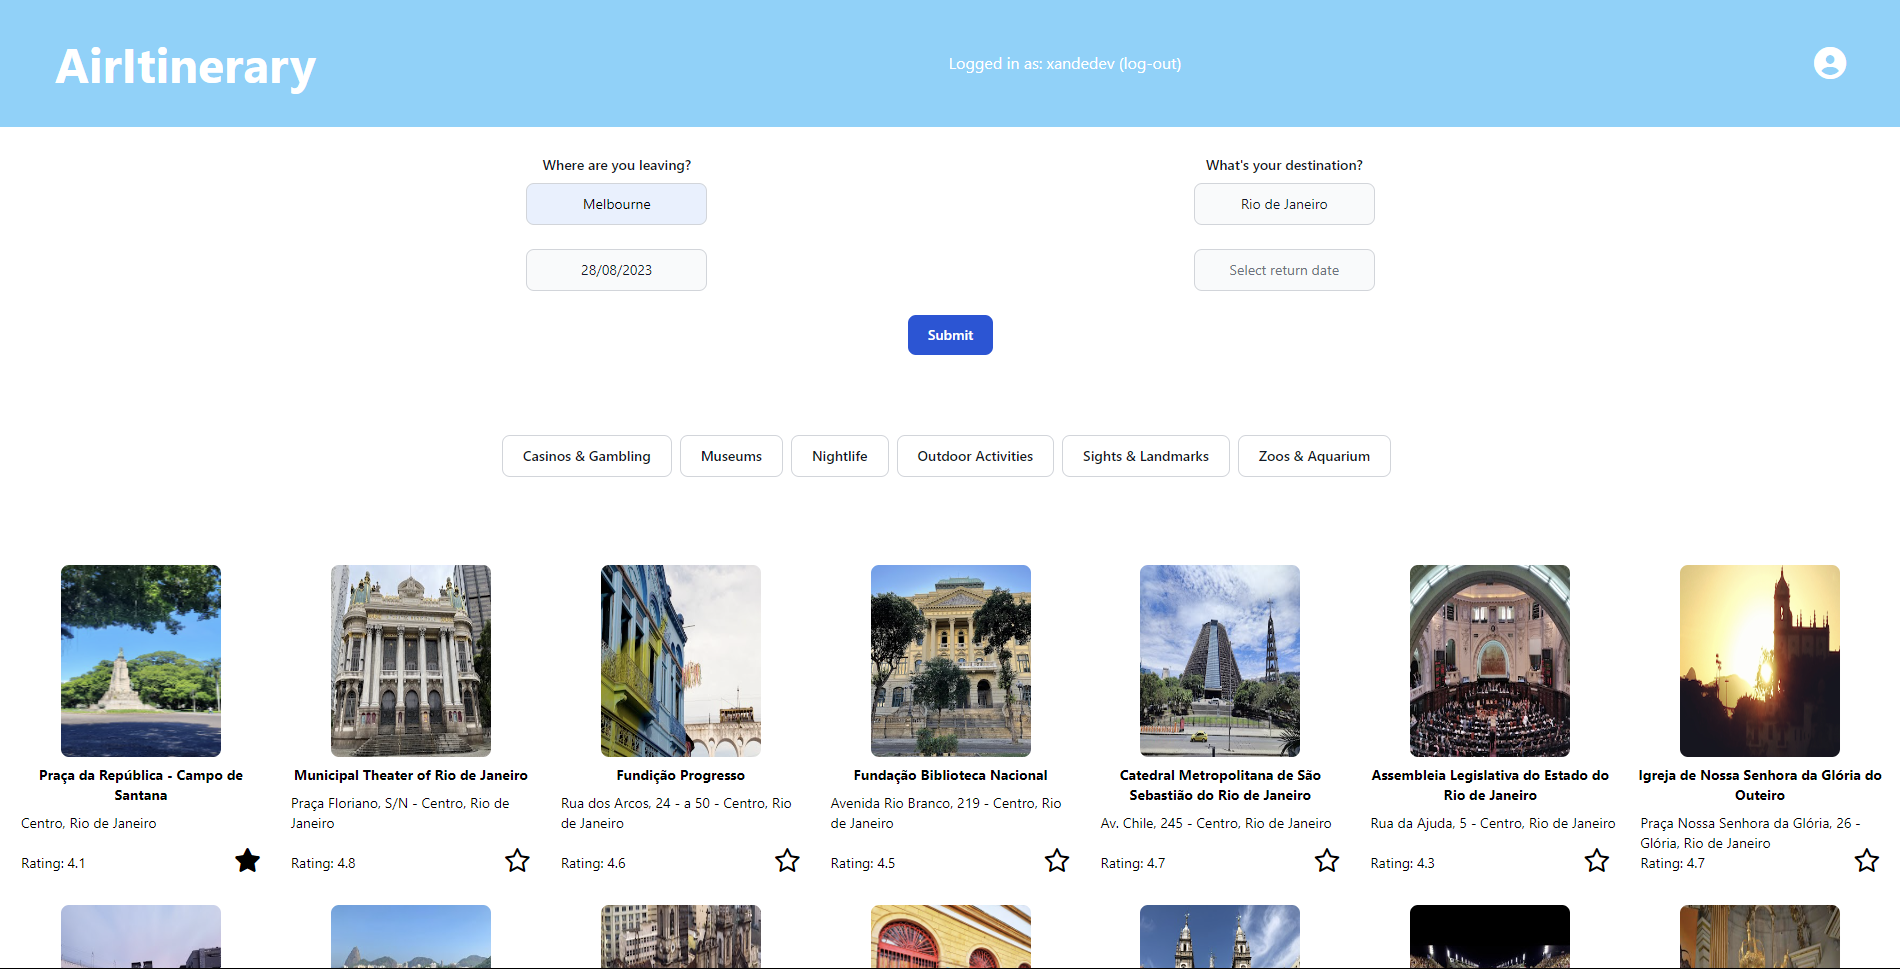 AirItinerary
Logged in as: xandedev (log-out)
Where are you leaving?
What's your destination?
Melbourne
Rio de Janeiro
28/08/2023
Select return date
Submit
Casinos & Gambling
Museums
Nightlife
Outdoor Activities
Sights & Landmarks
Zoos & Aquarium
Praça da República - Campo de
Santana
Centro, Rio de Janeiro
Rating: 4.1
Municipal Theater of Rio de Janeiro
Praça Floriano, S/N - Centro, Rio de
Janeiro
Rating: 4.8
Fundição Progresso
Rua dos Arcos, 24 - a 50 - Centro, Rio
de Janeiro
Rating: 4.6
Fundação Biblioteca Nacional
Avenida Rio Branco, 219 - Centro, Rio
de Janeiro
Rating: 4.5
Catedral Metropolitana de São
Sebastião do Rio de Janeiro
Av. Chile, 245 - Centro, Rio de Janeiro
Rating: 4.7
Assembleia Legislativa do Estado do
Rio de Janeiro
Rua da Ajuda, 5 - Centro, Rio de Janeiro
Rating: 4.3
Igreja de Nossa Senhora da Glória do
Outeiro
Praça Nossa Senhora da Glória, 26 -
Glória, Rio de Janeiro
Rating: 4.7